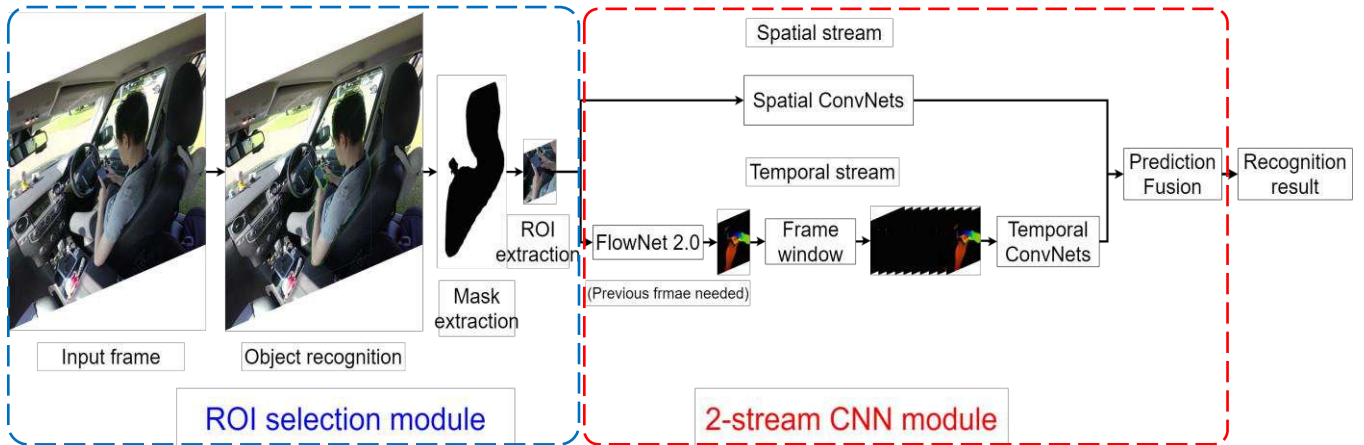 Input frame
Object recognition
Mask
extraction
ROI
extraction
ROI selection module
Spatial stream
Spatial ConvNets
Temporal stream
FlowNet 2.0
(Previous frmae needed)
Frame
window
Temporal
ConvNets
Prediction
Fusion
2-stream CNN module
Recognition
result